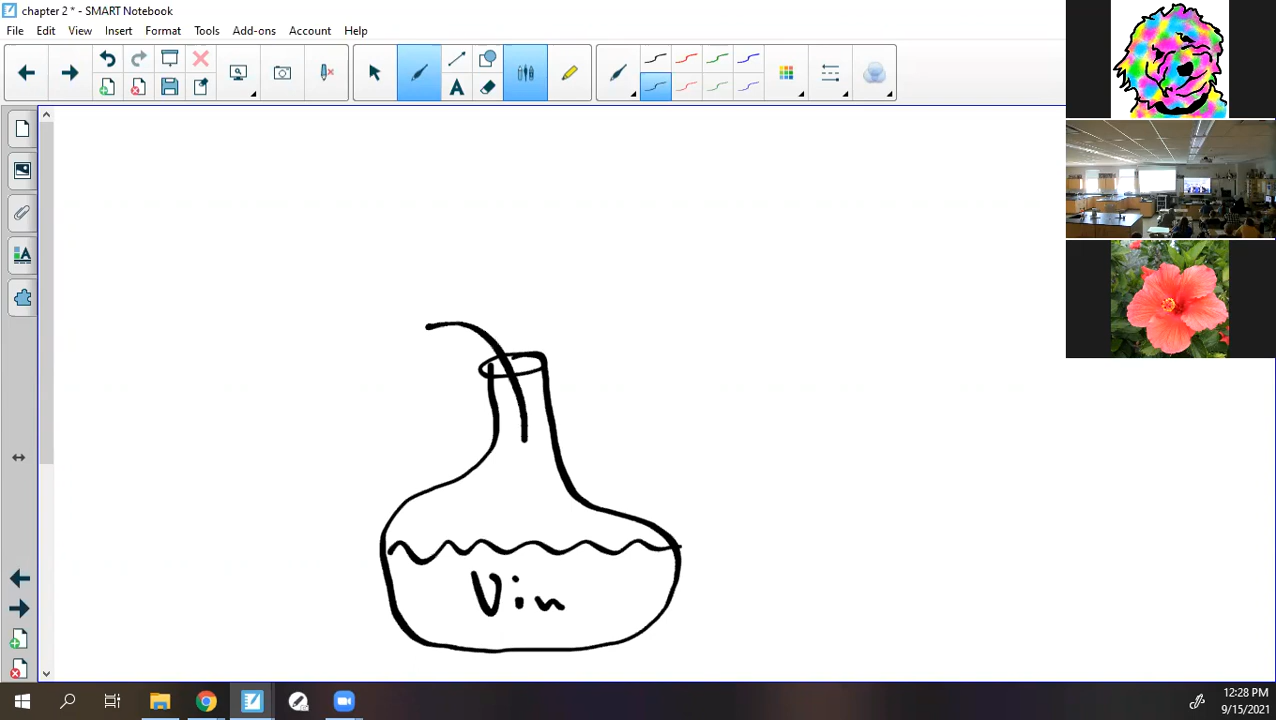 chapter 2 * - SMART Notebook
File Edit View Insert Format Tools Add-ons Account Help
A
A
Vin
12:28 PM
9/15/2021